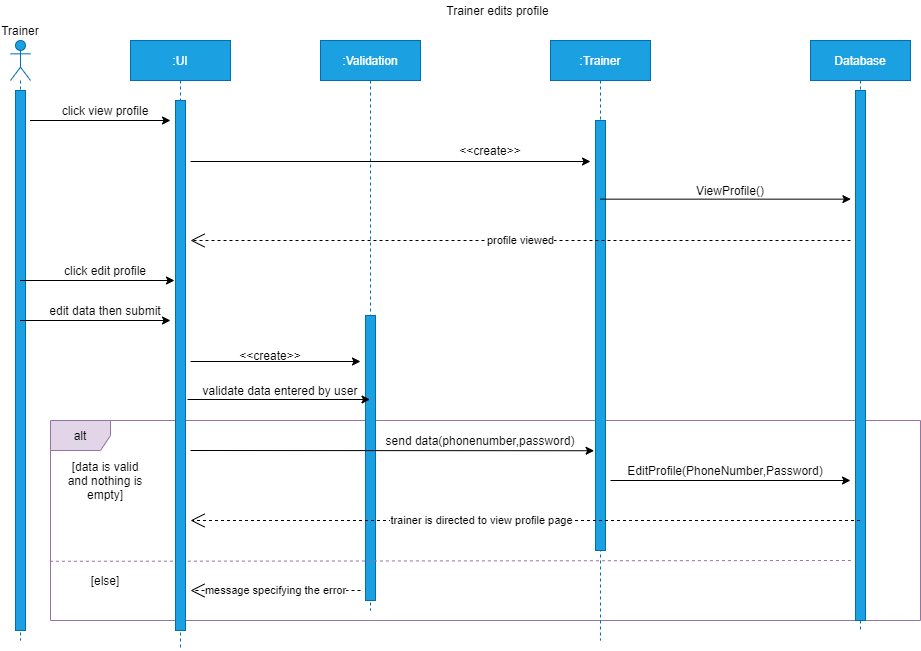 Trainer edits profile
Trainer
:UI
:Validation
:Trainer
Database
click view profile
<<create>>
ViewProfile()
profile viewed
click edit profile
edit data then submit
<<create>>
validate data entered by user
alt
send data(phonenumber,password)
[data is valid
and nothing is
empty]
EditProfile(PhoneNumber,Password)
trainer is directed to view profile page
[else]
message specifying the error